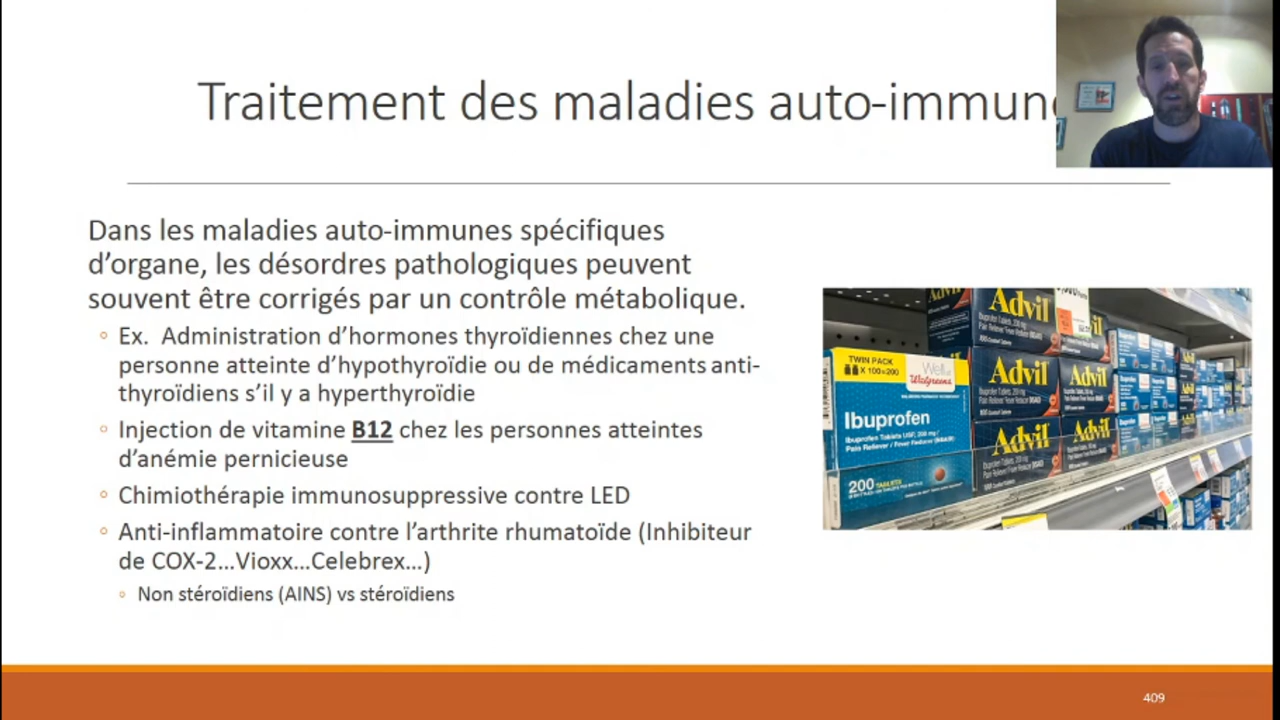 Traitement des maladies auto-immun
Dans les maladies auto-immunes spécifiques
d’organe, les désordres pathologiques peuvent
souvent être corrigés par un contrôle métabolique.
◦ Ex. Administration d’hormones thyroïdiennes chez une
personne atteinte d’hypothyroïdie ou de médicaments anti-
thyroïdiens s’il y a hyperthyroïdie
◦ Injection de vitamine B12 chez les personnes atteintes
d’anémie pernicieuse
◦ Chimiothérapie immunosuppressive contre LED
◦ Anti-inflammatoire contre l’arthrite rhumatoïde (Inhibiteur
de COX-2…Vioxx…Celebrex…)
◦ Non stéroïdiens (AINS) vs stéroïdiens
Advil
Advil
Advil
Advil
Advil
TWIN PACK
X 100=200
Well at
Walgreens
Ibuprofen
Ibuprofen Tablets USP, 200 mg /
Pain Reliever / Fever Reducer (NSAID)
200 TABLETS
409